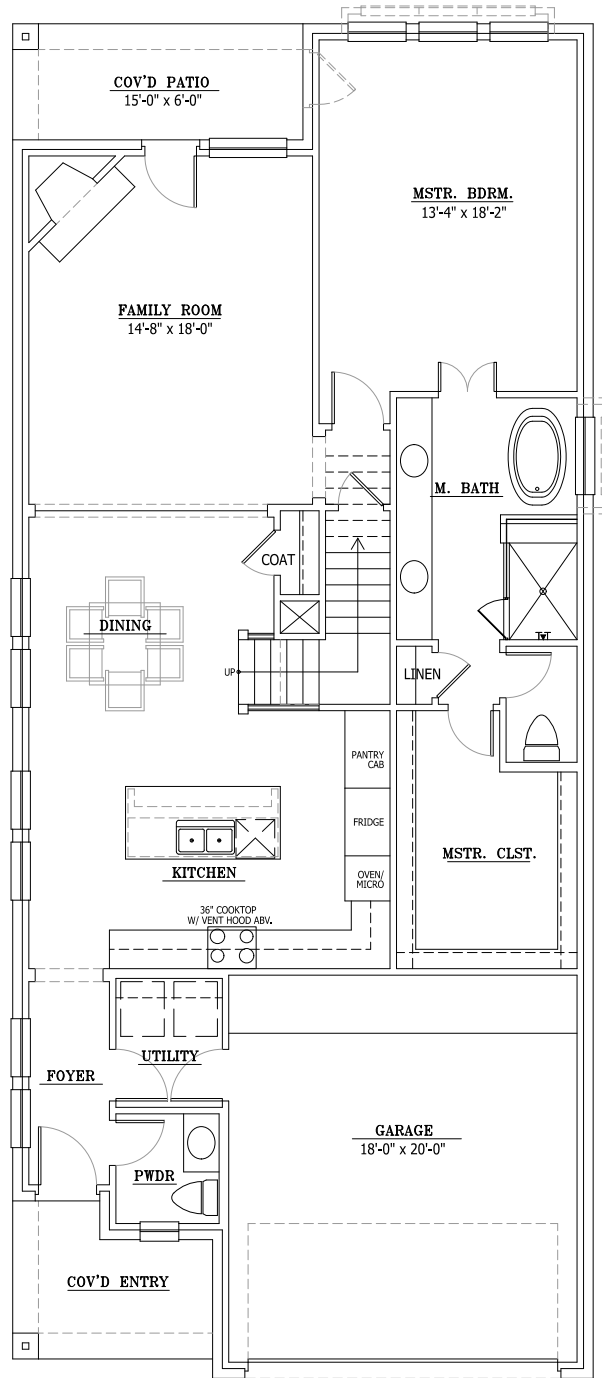 COV'D PATIO
15'-0" x 6'-0"
MSTR. BDRM.
13'-4" x 18'-2"
FAMILY ROOM
14'-8" x 18'-0"
M. BATH
COAT
DINING
UP
LINEN
PANTRY
CAB
FRIDGE
MSTR. CLST.
KITCHEN
OVEN/
MICRO
36" COOKTOP
W/ VENT HOOD ABV.
UTILITY
FOYER
GARAGE
18'-0" x 20'-0"
PWDR
COV'D ENTRY